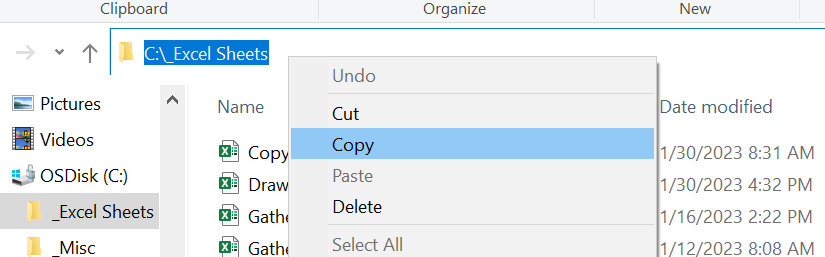 Clipboard Organize New
C:\_Excel Sheets
Undo
Pictures Name Date modified
Cut
Videos
Copy Copy 1/30/2023 8:31 AM
OSDisk (C:) Draw Paste 1/30/2023 4:32 PM
_Excel Sheets Gathe Delete 1/16/2023 2:22 PM
_Misc Gathe Select All 1/12/2023 8:08 AM